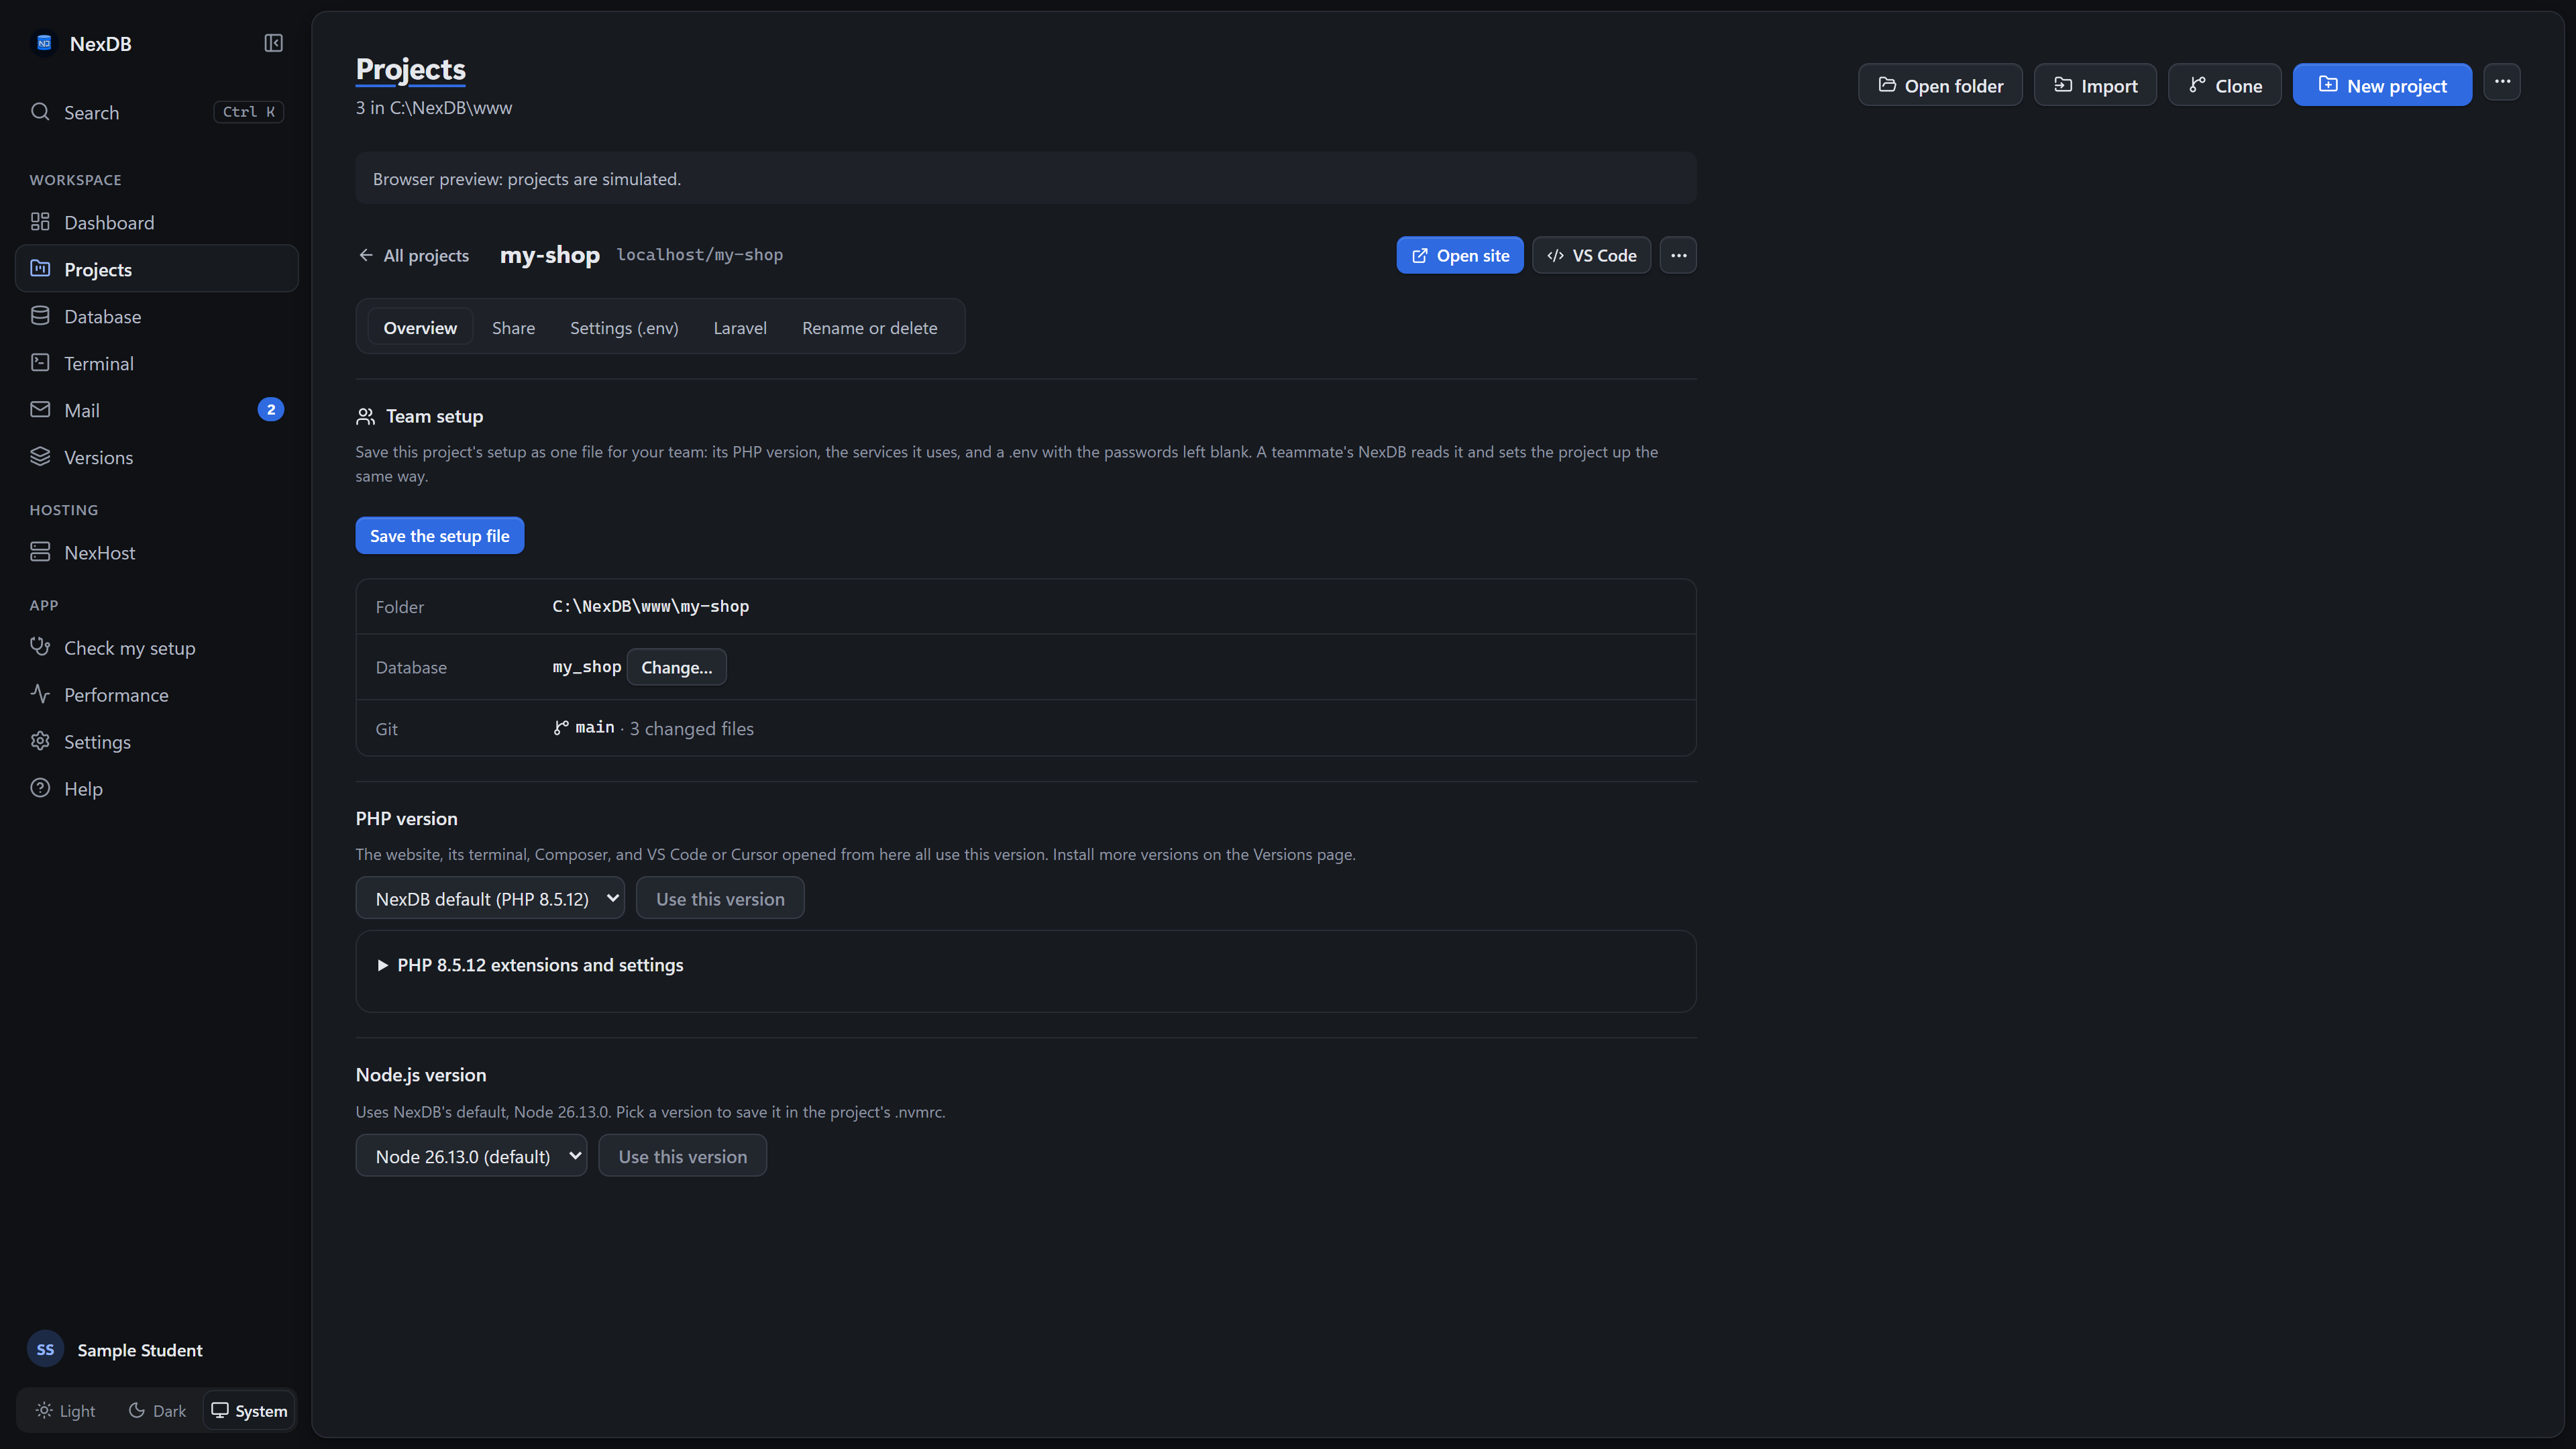 NexDB
Search
Ctrl K
WORKSPACE
Dashboard
Projects
Database
Terminal
Mail
2
Versions
HOSTING
NexHost
APP
Check my setup
Performance
Settings
Help
SS
Sample Student
Light
Dark
System
Projects
3 in C:\NexDB\www
Open folder
Import
Clone
New project
Browser preview: projects are simulated.
All projects
my-shop
localhost/my-shop
Open site
VS Code
Overview
Share
Settings (.env)
Laravel
Rename or delete
Team setup
Save this project's setup as one file for your team: its PHP version, the services it uses, and a .env with the passwords left blank. A teammate's NexDB reads it and sets the project up the
same way.
Save the setup file
Folder
C:\NexDB\www\my-shop
Database
my_shop
Change...
Git
main · 3 changed files
PHP version
The website, its terminal, Composer, and VS Code or Cursor opened from here all use this version. Install more versions on the Versions page.
NexDB default (PHP 8.5.12)
Use this version
PHP 8.5.12 extensions and settings
Node.js version
Uses NexDB's default, Node 26.13.0. Pick a version to save it in the project's .nvmrc.
Node 26.13.0 (default)
Use this version